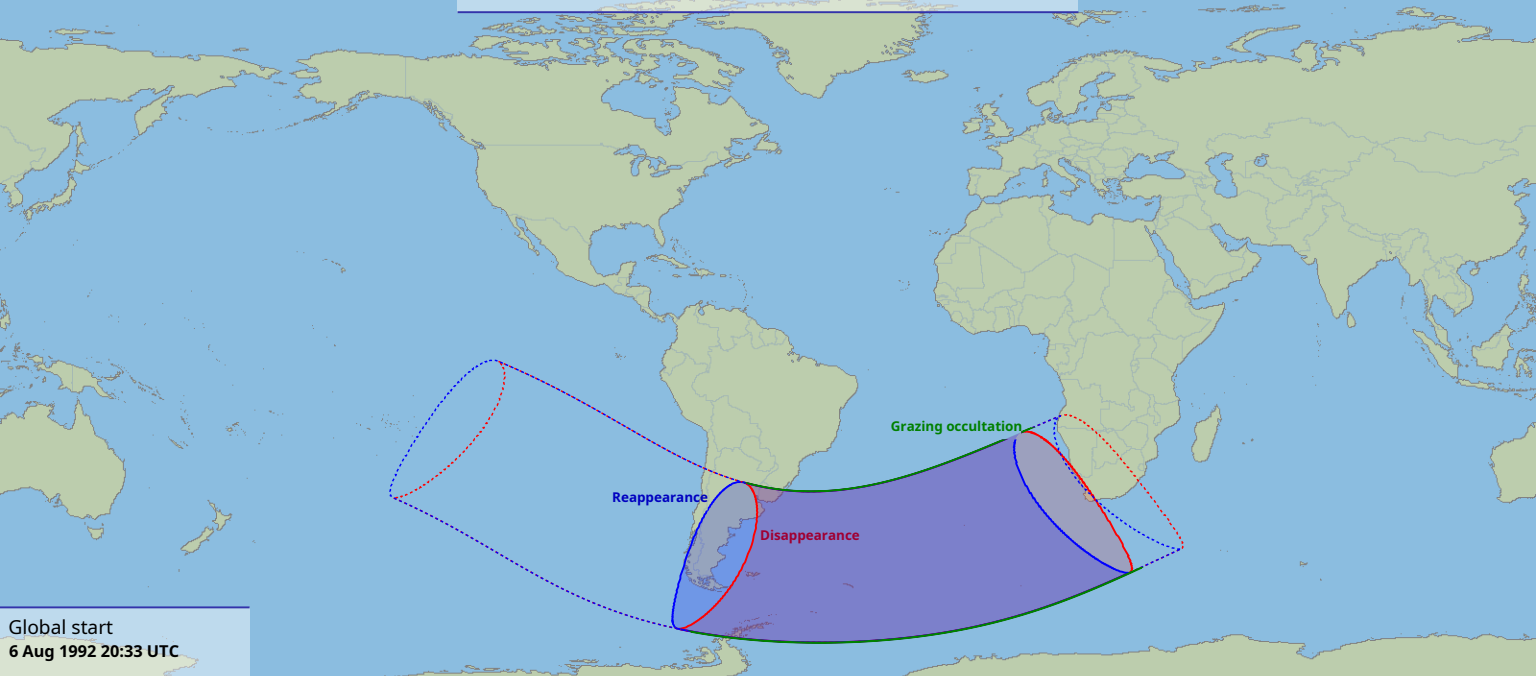 Grazing occultation
Reappearance
Disappearance
Global start
6 Aug 1992 20:33 UTC